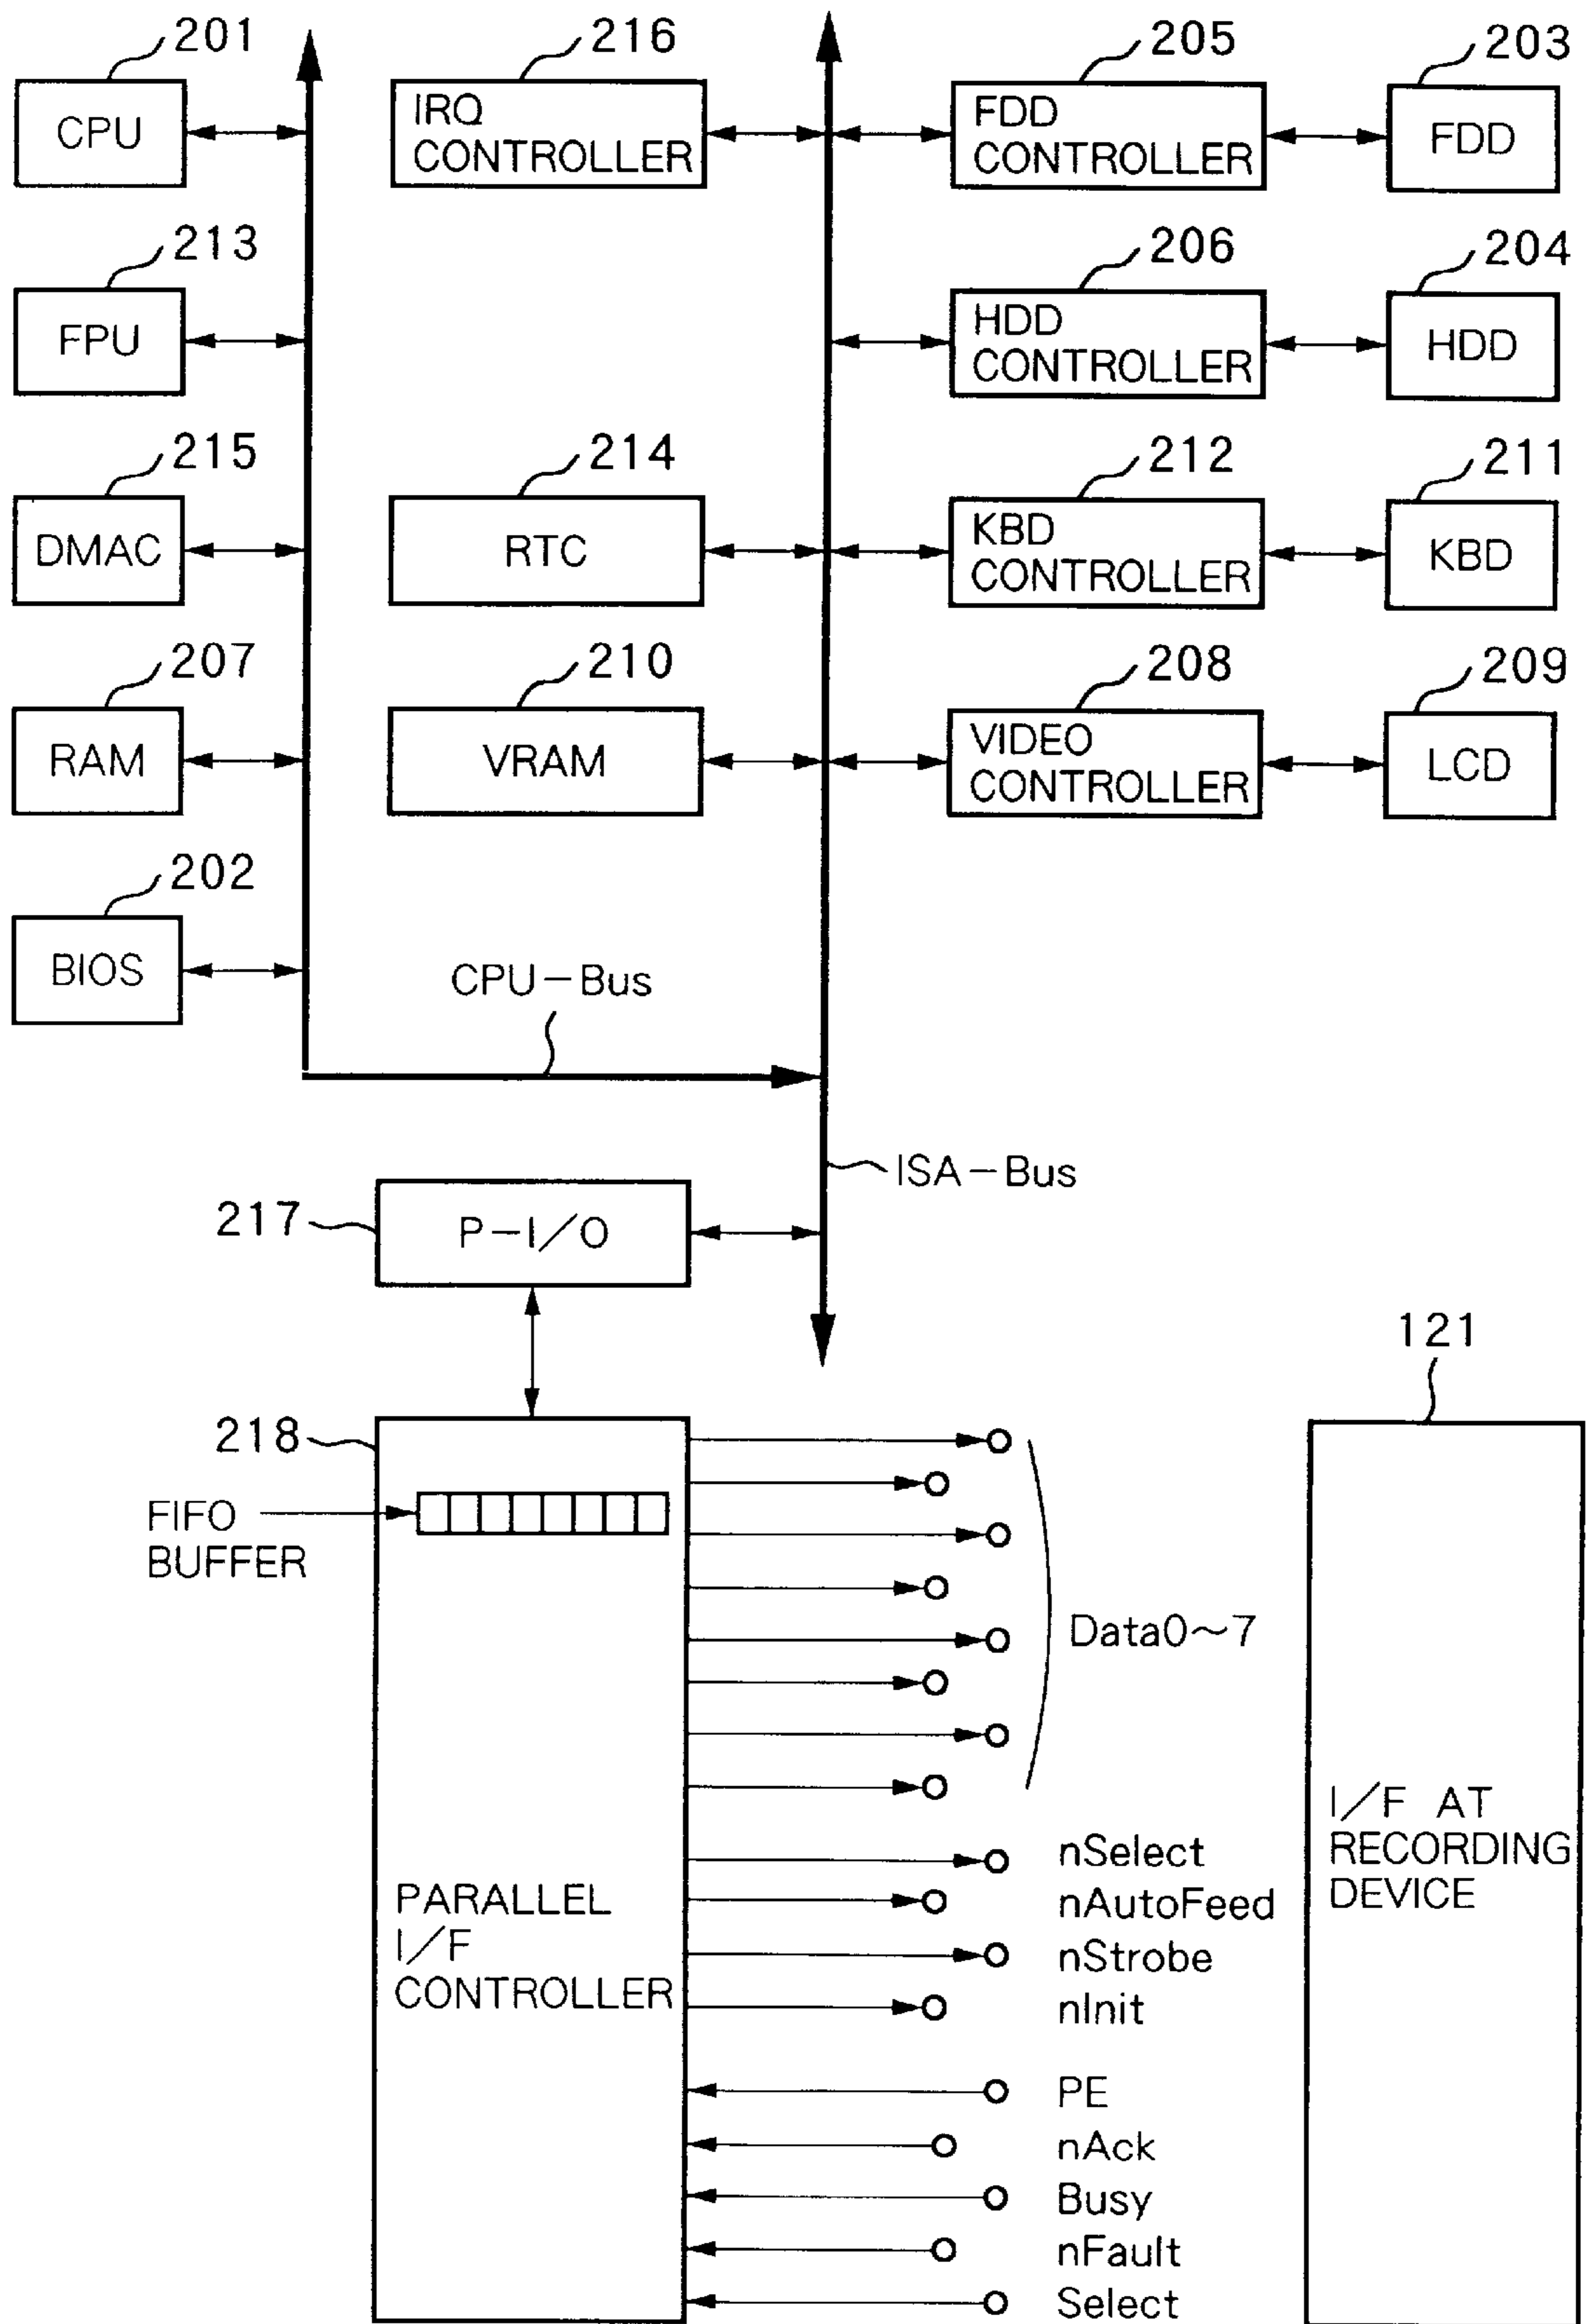 201
216
205
203
CPU
IRQ
CONTROLLER
FDD
CONTROLLER
FDD
213
206
204
FPU
HDD
CONTROLLER
HDD
215
214
212
211
DMAC
RTC
KBD
CONTROLLER
KBD
207
210
208
209
RAM
VRAM
VIDEO
CONTROLLER
LCD
202
BIOS
CPU-Bus
ISA-Bus
217
P-I/O
121
218
FIFO
BUFFER
Data0~7
PARALLEL
I/F
CONTROLLER
nSelect
nAutoFeed
nStrobe
nInit
PE
nAck
Busy
nFault
Select
I/F AT
RECORDING
DEVICE